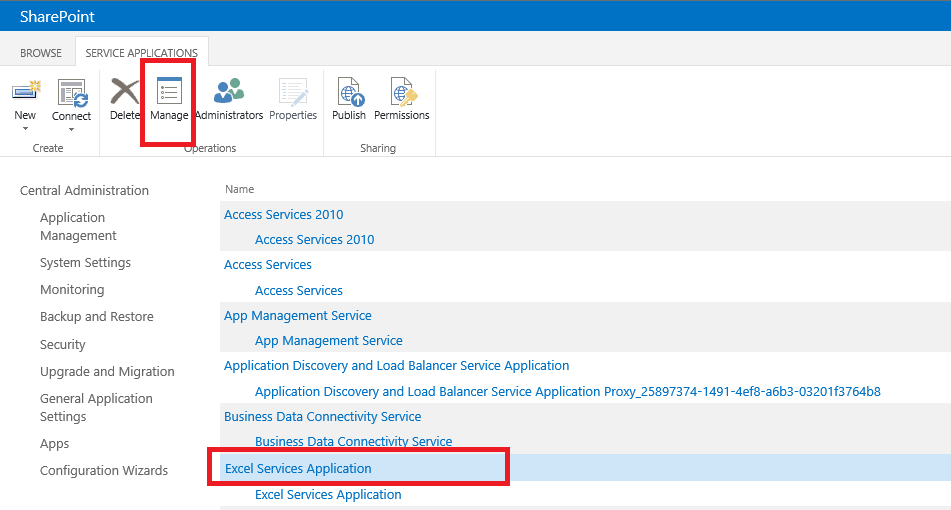 SharePoint
BROWSE SERVICE APPLICATIONS
New Connect Delete Manage Administrators Properties Publish Permissions
Create Operations Sharing
Central Administration
Application
Management
System Settings
Monitoring
Backup and Restore
Security
Upgrade and Migration
General Application
Settings
Apps
Configuration Wizards
Name
Access Services 2010
Access Services 2010
Access Services
Access Services
App Management Service
App Management Service
Application Discovery and Load Balancer Service Application
Application Discovery and Load Balancer Service Application Proxy_25897374-1491-4ef8-a6b3-03201f3764b8
Business Data Connectivity Service
Business Data Connectivity Service
Excel Services Application
Excel Services Application